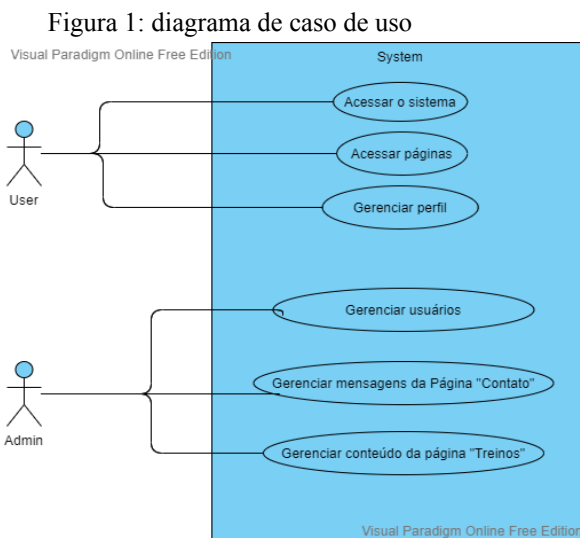 Figura 1: diagrama de caso de uso
Visual Paradigm Online Free Edition
System
Acessar o sistema
Acessar páginas
User
Gerenciar perfil
Gerenciar usuários
Gerenciar mensagens da Página "Contato"
Admin
Gerenciar conteúdo da página "Treinos"
Visual Paradigm Online Free Edition